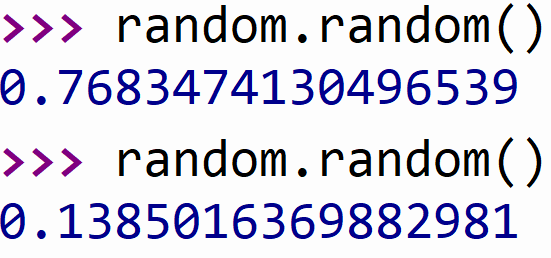 >>> random.random()
0.7683474130496539
>>> random.random()
0.1385016369882981